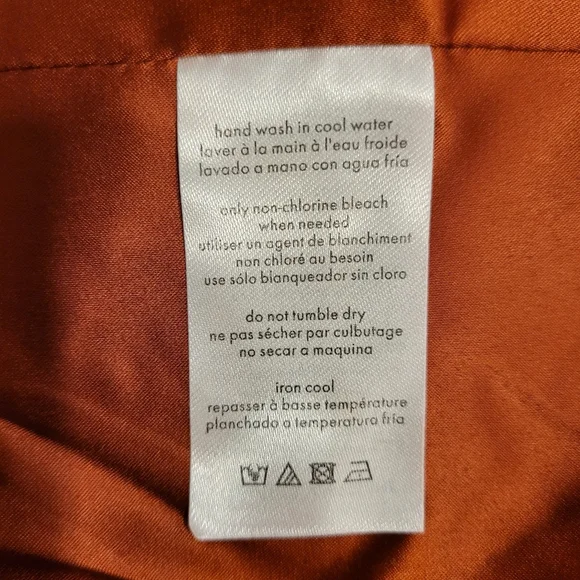 hand wash in cool water
laver à la main à l'eau froide
lavado a mano con agua fría
only non-chlorine bleach
when needed
utiliser un agent de blanchiment
non chloré au besoin
use sólo blanqueador sin cloro
do not tumble dry
ne pas sécher par culbutage
no secar a maquina
iron cool
repasser à basse température
planchado a temperatura fría